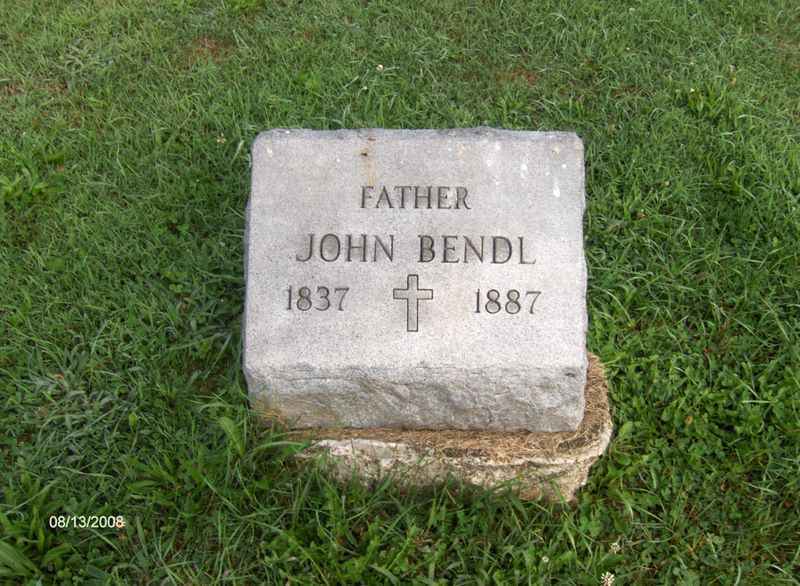 FATHER
JOHN BENDL
1837 1887
08/13/2008